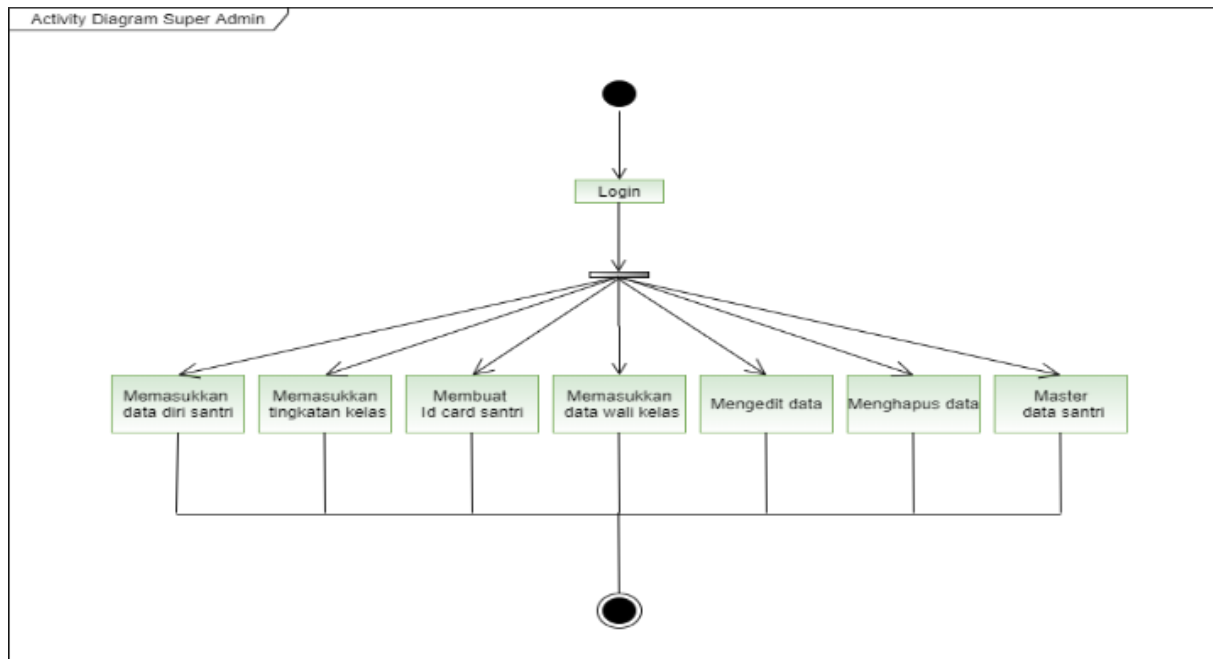 Activity Diagram Super Admin
Login
Memasukkan
data diri santri
Memasukkan
tingkatan kelas
Membuat
Id card santri
Memasukkan
data wali kelas
Mengedit data
Menghapus data
Master
data santri